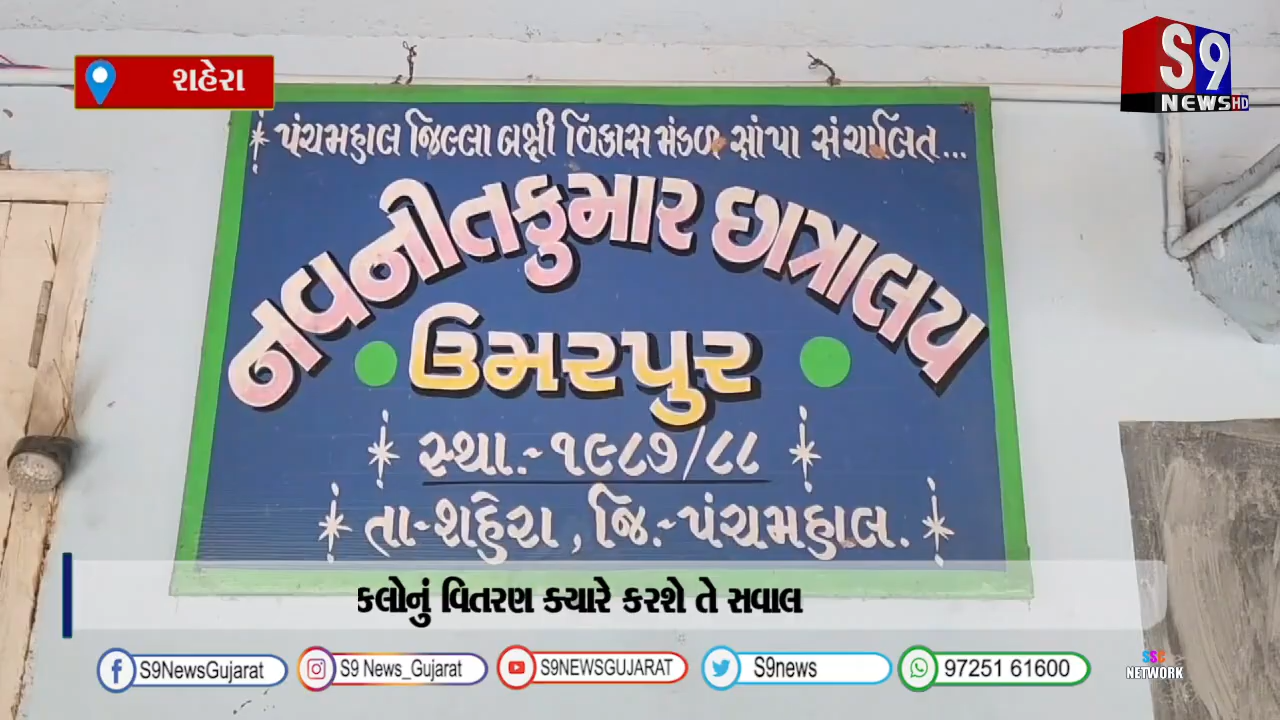 શહેરા
S9
NEWS HD
પંચમહાલ જિલ્લા બક્ષી વિકાસ મંડળ સાંપા સંચાલિત...
નવનીતકુમાર છાત્રાલય
ઉમરપુર
સ્થા.-૧૯૮૭/૮૮
તા-શહેરા, જિ.-પંચમહાલ.
કલોનું વિતરણ ક્યારે કરશે તે સવાલ
S9NewsGujarat
S9 News_Gujarat
S9NEWSGUJARAT
S9news
97251 61600
SSC
NETWORK